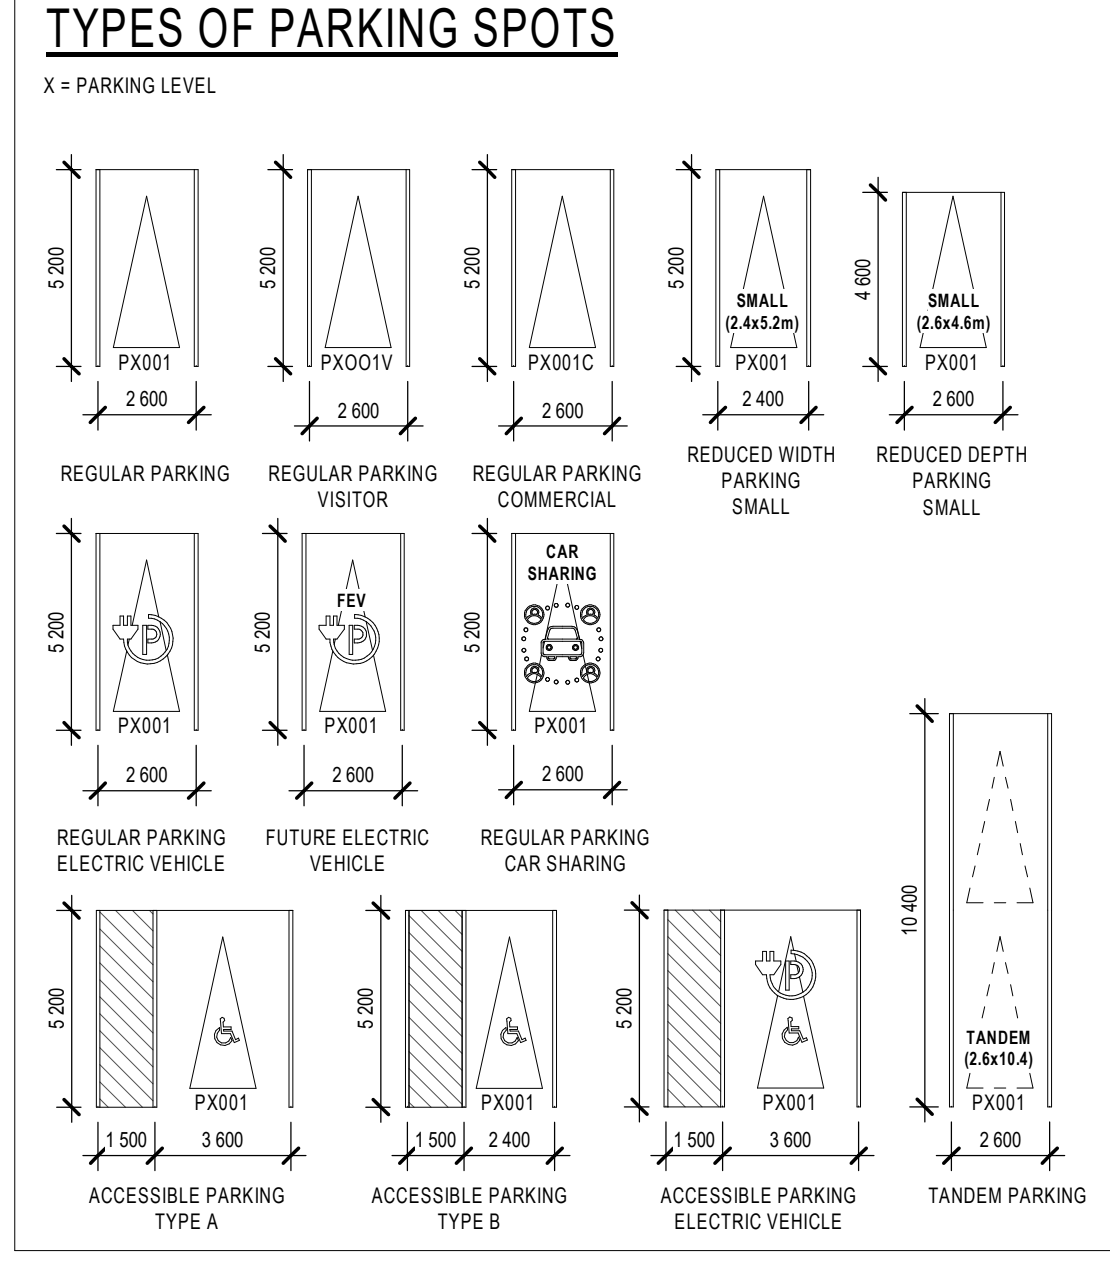 TYPES OF PARKING SPOTS
X = PARKING LEVEL
5 200
PX001
2 600
REGULAR PARKING
5 200
PXOO1V
2 600
REGULAR PARKING
VISITOR
5 200
PX001C
2 600
REGULAR PARKING
COMMERCIAL
5 200
SMALL
(2.4x5.2m)
PX001
2 400
REDUCED WIDTH
PARKING
SMALL
4 600
SMALL
(2.6x4.6m)
PX001
2 600
REDUCED DEPTH
PARKING
SMALL
5 200
P
PX001
2 600
REGULAR PARKING
ELECTRIC VEHICLE
5 200
FEV
P
PX001
2 600
FUTURE ELECTRIC
VEHICLE
5 200
CAR
SHARING
PX001
2 600
REGULAR PARKING
CAR SHARING
5 200
PX001
1 500
3 600
ACCESSIBLE PARKING
TYPE A
5 200
PX001
1 500
2 400
ACCESSIBLE PARKING
TYPE B
5 200
P
PX001
1 500
3 600
ACCESSIBLE PARKING
ELECTRIC VEHICLE
10 400
TANDEM
(2.6x10.4)
PX001
2 600
TANDEM PARKING